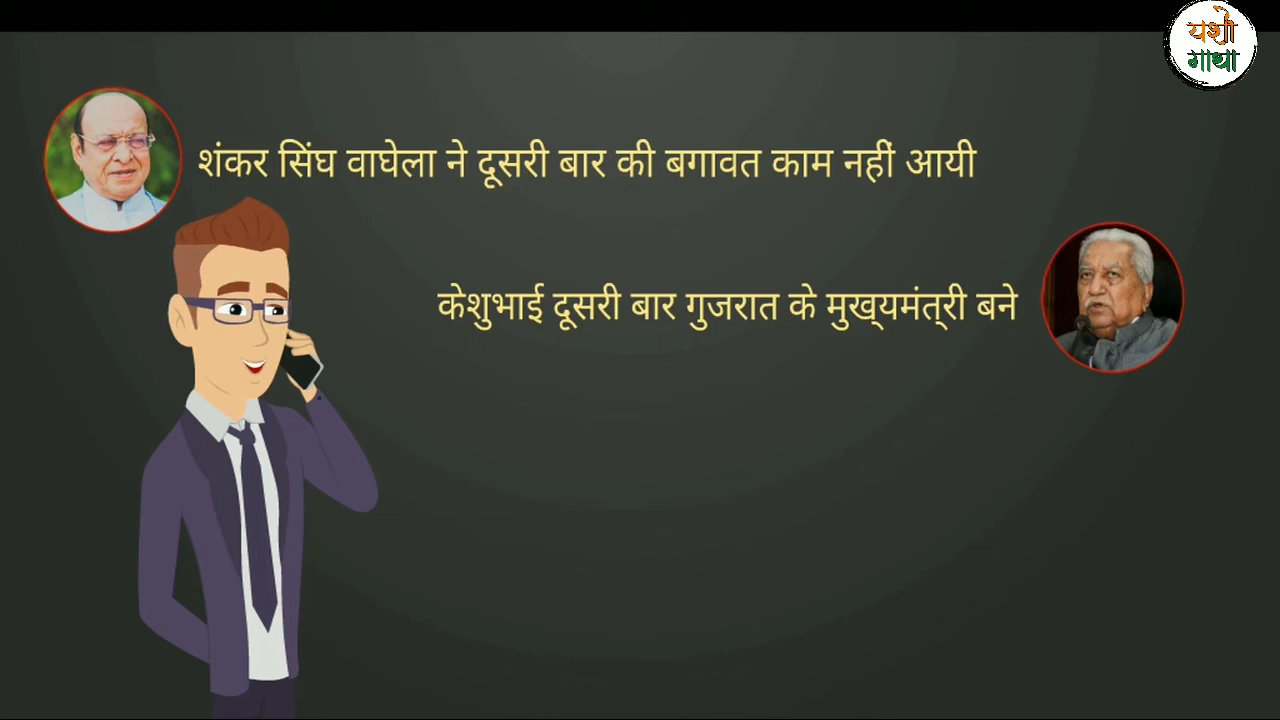 यशो
गाथा
शंकर सिंघ वाघेला ने दूसरी बार की बगावत काम नहीं आयी
केशुभाई दूसरी बार गुजरात के मुख्यमंत्री बने